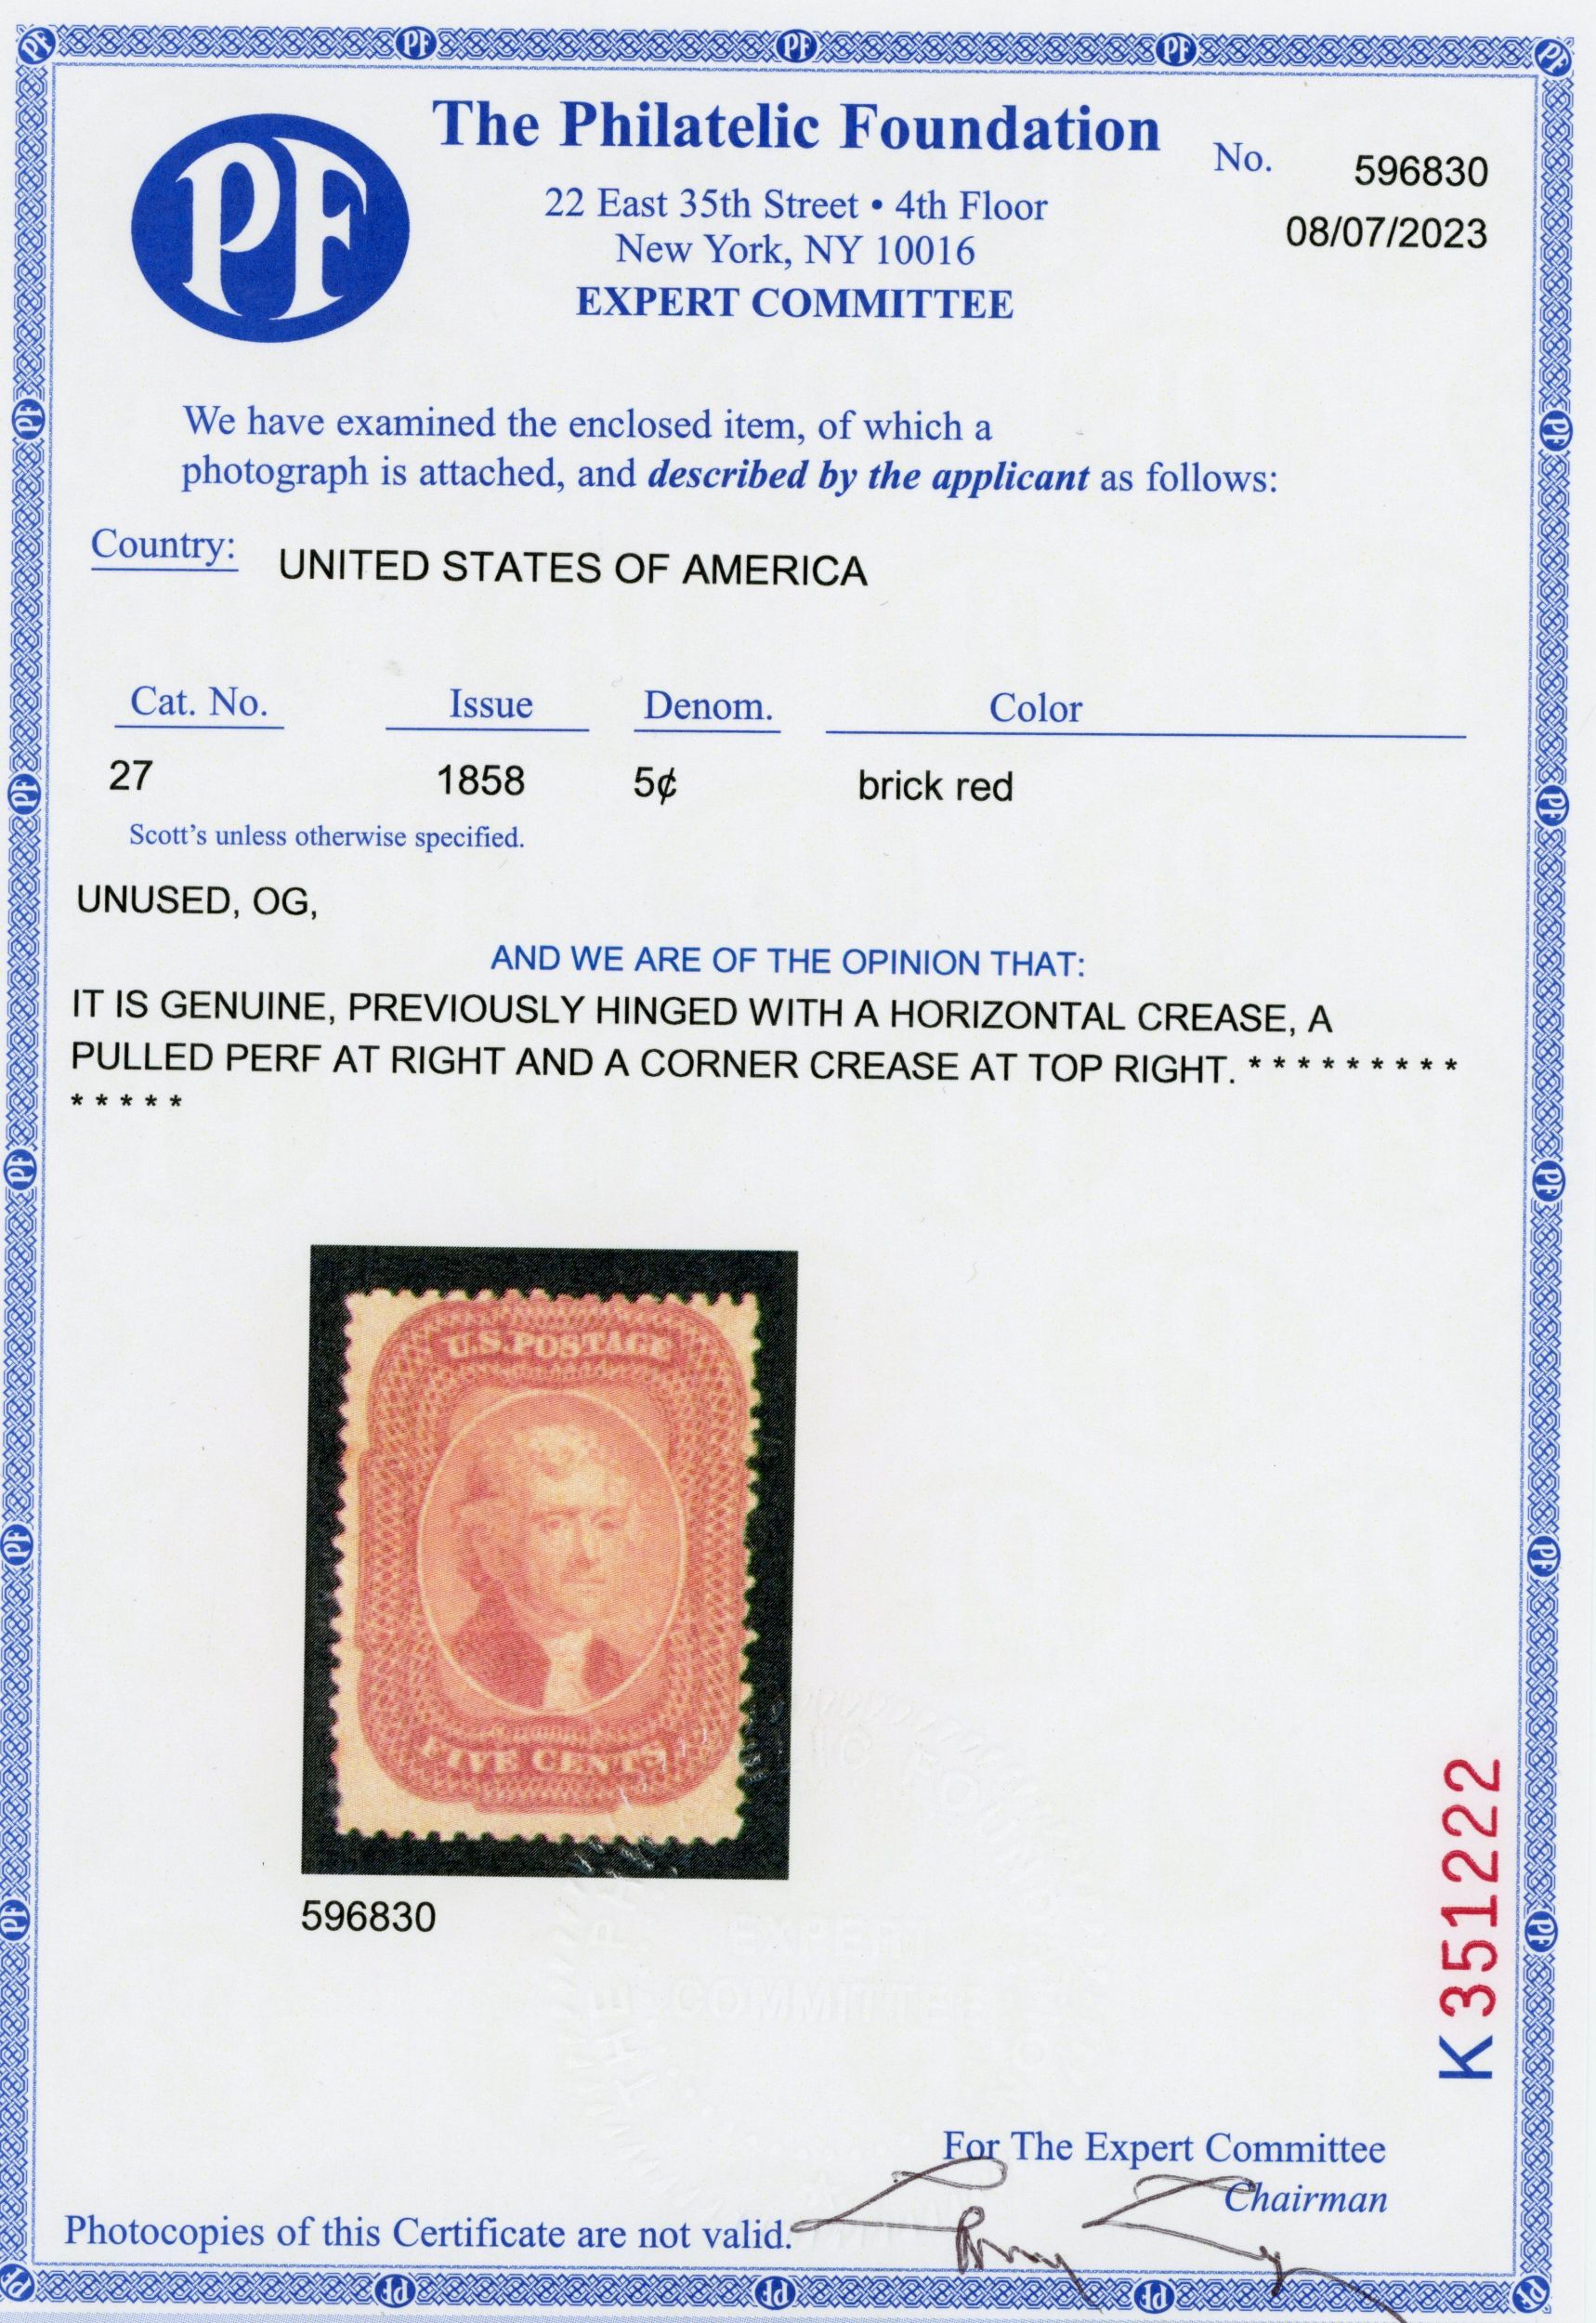 PF
The Philatelic Foundation
22 East 35th Street • 4th Floor
New York, NY 10016
EXPERT COMMITTEE
No. 596830
08/07/2023
We have examined the enclosed item, of which a
photograph is attached, and described by the applicant as follows:
Country: UNITED STATES OF AMERICA
Cat. No. Issue Denom. Color
27 1858 5¢ brick red
Scott's unless otherwise specified.
UNUSED, OG,
AND WE ARE OF THE OPINION THAT:
IT IS GENUINE, PREVIOUSLY HINGED WITH A HORIZONTAL CREASE, A
PULLED PERF AT RIGHT AND A CORNER CREASE AT TOP RIGHT. * * * * * * * * *
* * * * *
U.S.POSTAGE
FIVE CENTS
596830
COMMITTEE
K351222
For The Expert Committee
Chairman
Photocopies of this Certificate are not valid.